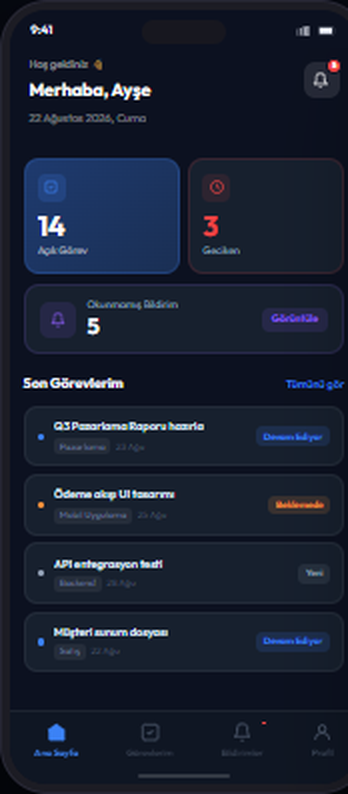 9:41
Hoş geldiniz 👋
Merhaba, Ayşe
22 Ağustos 2026, Cuma
14
Açık Görev
3
Geciken
Okunmamış Bildirim
5
Görüntüle
Son Görevlerim
Tümünü gör
Q3 Pazarlama Raporu hazırla
Devam Ediyor
Pazarlama 23 Ağu
Ödeme akışı UI tasarımı
Beklemede
Mobil Uygulama 25 Ağu
API entegrasyon testi
Yeni
Backend
Müşteri sunum dosyası
Devam Ediyor
Satış 22 Ağu
Ana Sayfa
Görevlerim
Bildirimler
Profil